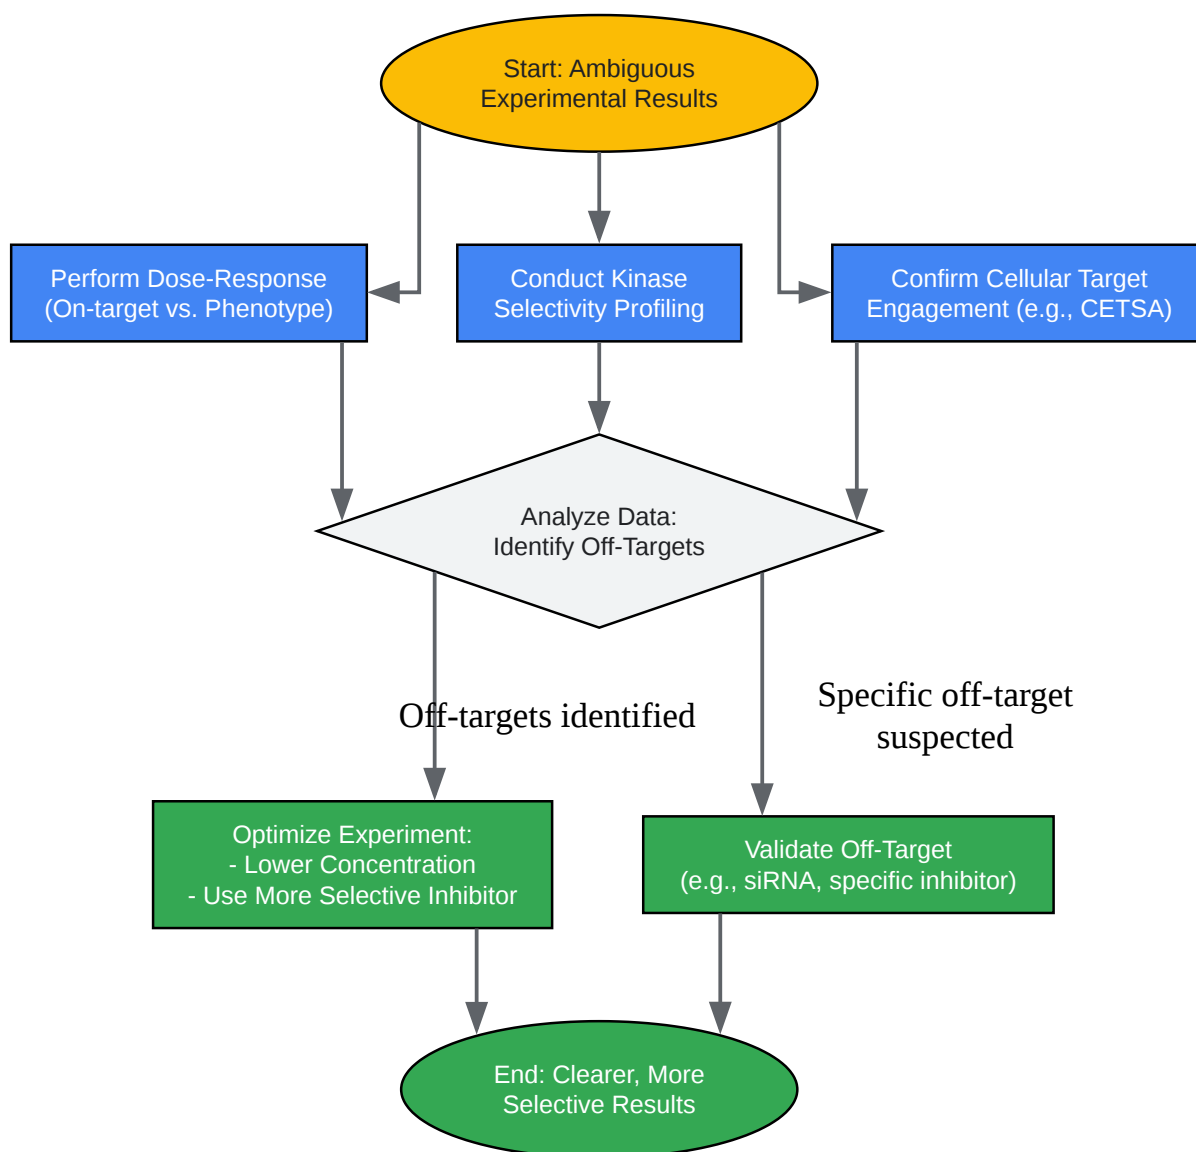 Start: Ambiguous
Experimental Results
Perform Dose-Response
(On-target vs. Phenotype)
Conduct Kinase
Selectivity Profiling
Confirm Cellular Target
Engagement (e.g., CETSA)
Analyze Data:
Identify Off-Targets
Off-targets identified
Specific off-target
suspected
Optimize Experiment:
- Lower Concentration
- Use More Selective Inhibitor
Validate Off-Target
(e.g., siRNA, specific inhibitor)
End: Clearer, More
Selective Results